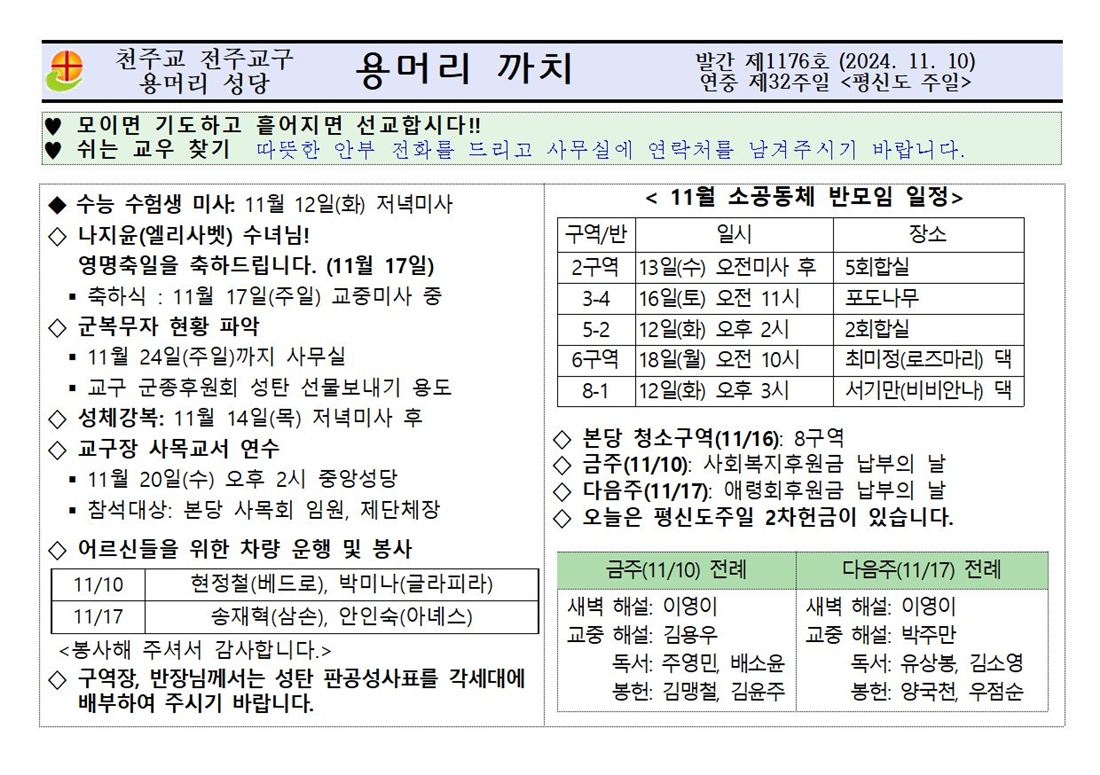 천주교 전주교구
용머리 성당
용머리 까치
발간 제1176호 (2024. 11. 10)
연중 제32주일 <평신도 주일>
♥ 모이면 기도하고 흩어지면 선교합시다!!
♥ 쉬는 교우 찾기 따뜻한 안부 전화를 드리고 사무실에 연락처를 남겨주시기 바랍니다.
◆ 수능 수험생 미사: 11월 12일(화) 저녁미사
◇ 나지윤(엘리사벳) 수녀님!
영명축일을 축하드립니다. (11월 17일)
▪ 축하식 : 11월 17일(주일) 교중미사 중
◇ 군복무자 현황 파악
▪ 11월 24일(주일)까지 사무실
▪ 교구 군종후원회 성탄 선물보내기 용도
◇ 성체강복: 11월 14일(목) 저녁미사 후
◇ 교구장 사목교서 연수
▪ 11월 20일(수) 오후 2시 중앙성당
▪ 참석대상: 본당 사목회 임원, 제단체장
◇ 어르신들을 위한 차량 운행 및 봉사
11/10 현정철(베드로), 박미나(글라피라)
11/17 송재혁(삼손), 안인숙(아녜스)
<봉사해 주셔서 감사합니다.>
◇ 구역장, 반장님께서는 성탄 판공성사표를 각세대에
배부하여 주시기 바랍니다.
< 11월 소공동체 반모임 일정>
구역/반 일시 장소
2구역 13일(수) 오전미사 후 5회합실
3-4 16일(토) 오전 11시 포도나무
5-2 12일(화) 오후 2시 2회합실
6구역 18일(월) 오전 10시 최미정(로즈마리) 댁
8-1 12일(화) 오후 3시 서기만(비비안나) 댁
◇ 본당 청소구역(11/16): 8구역
◇ 금주(11/10): 사회복지후원금 납부의 날
◇ 다음주(11/17): 애령회후원금 납부의 날
◇ 오늘은 평신도주일 2차헌금이 있습니다.
금주(11/10) 전례 다음주(11/17) 전례
새벽 해설: 이영이 새벽 해설: 이영이
교중 해설: 김용우 교중 해설: 박주만
독서: 주영민, 배소윤 독서: 유상봉, 김소영
봉헌: 김맹철, 김윤주 봉헌: 양국천, 우점순